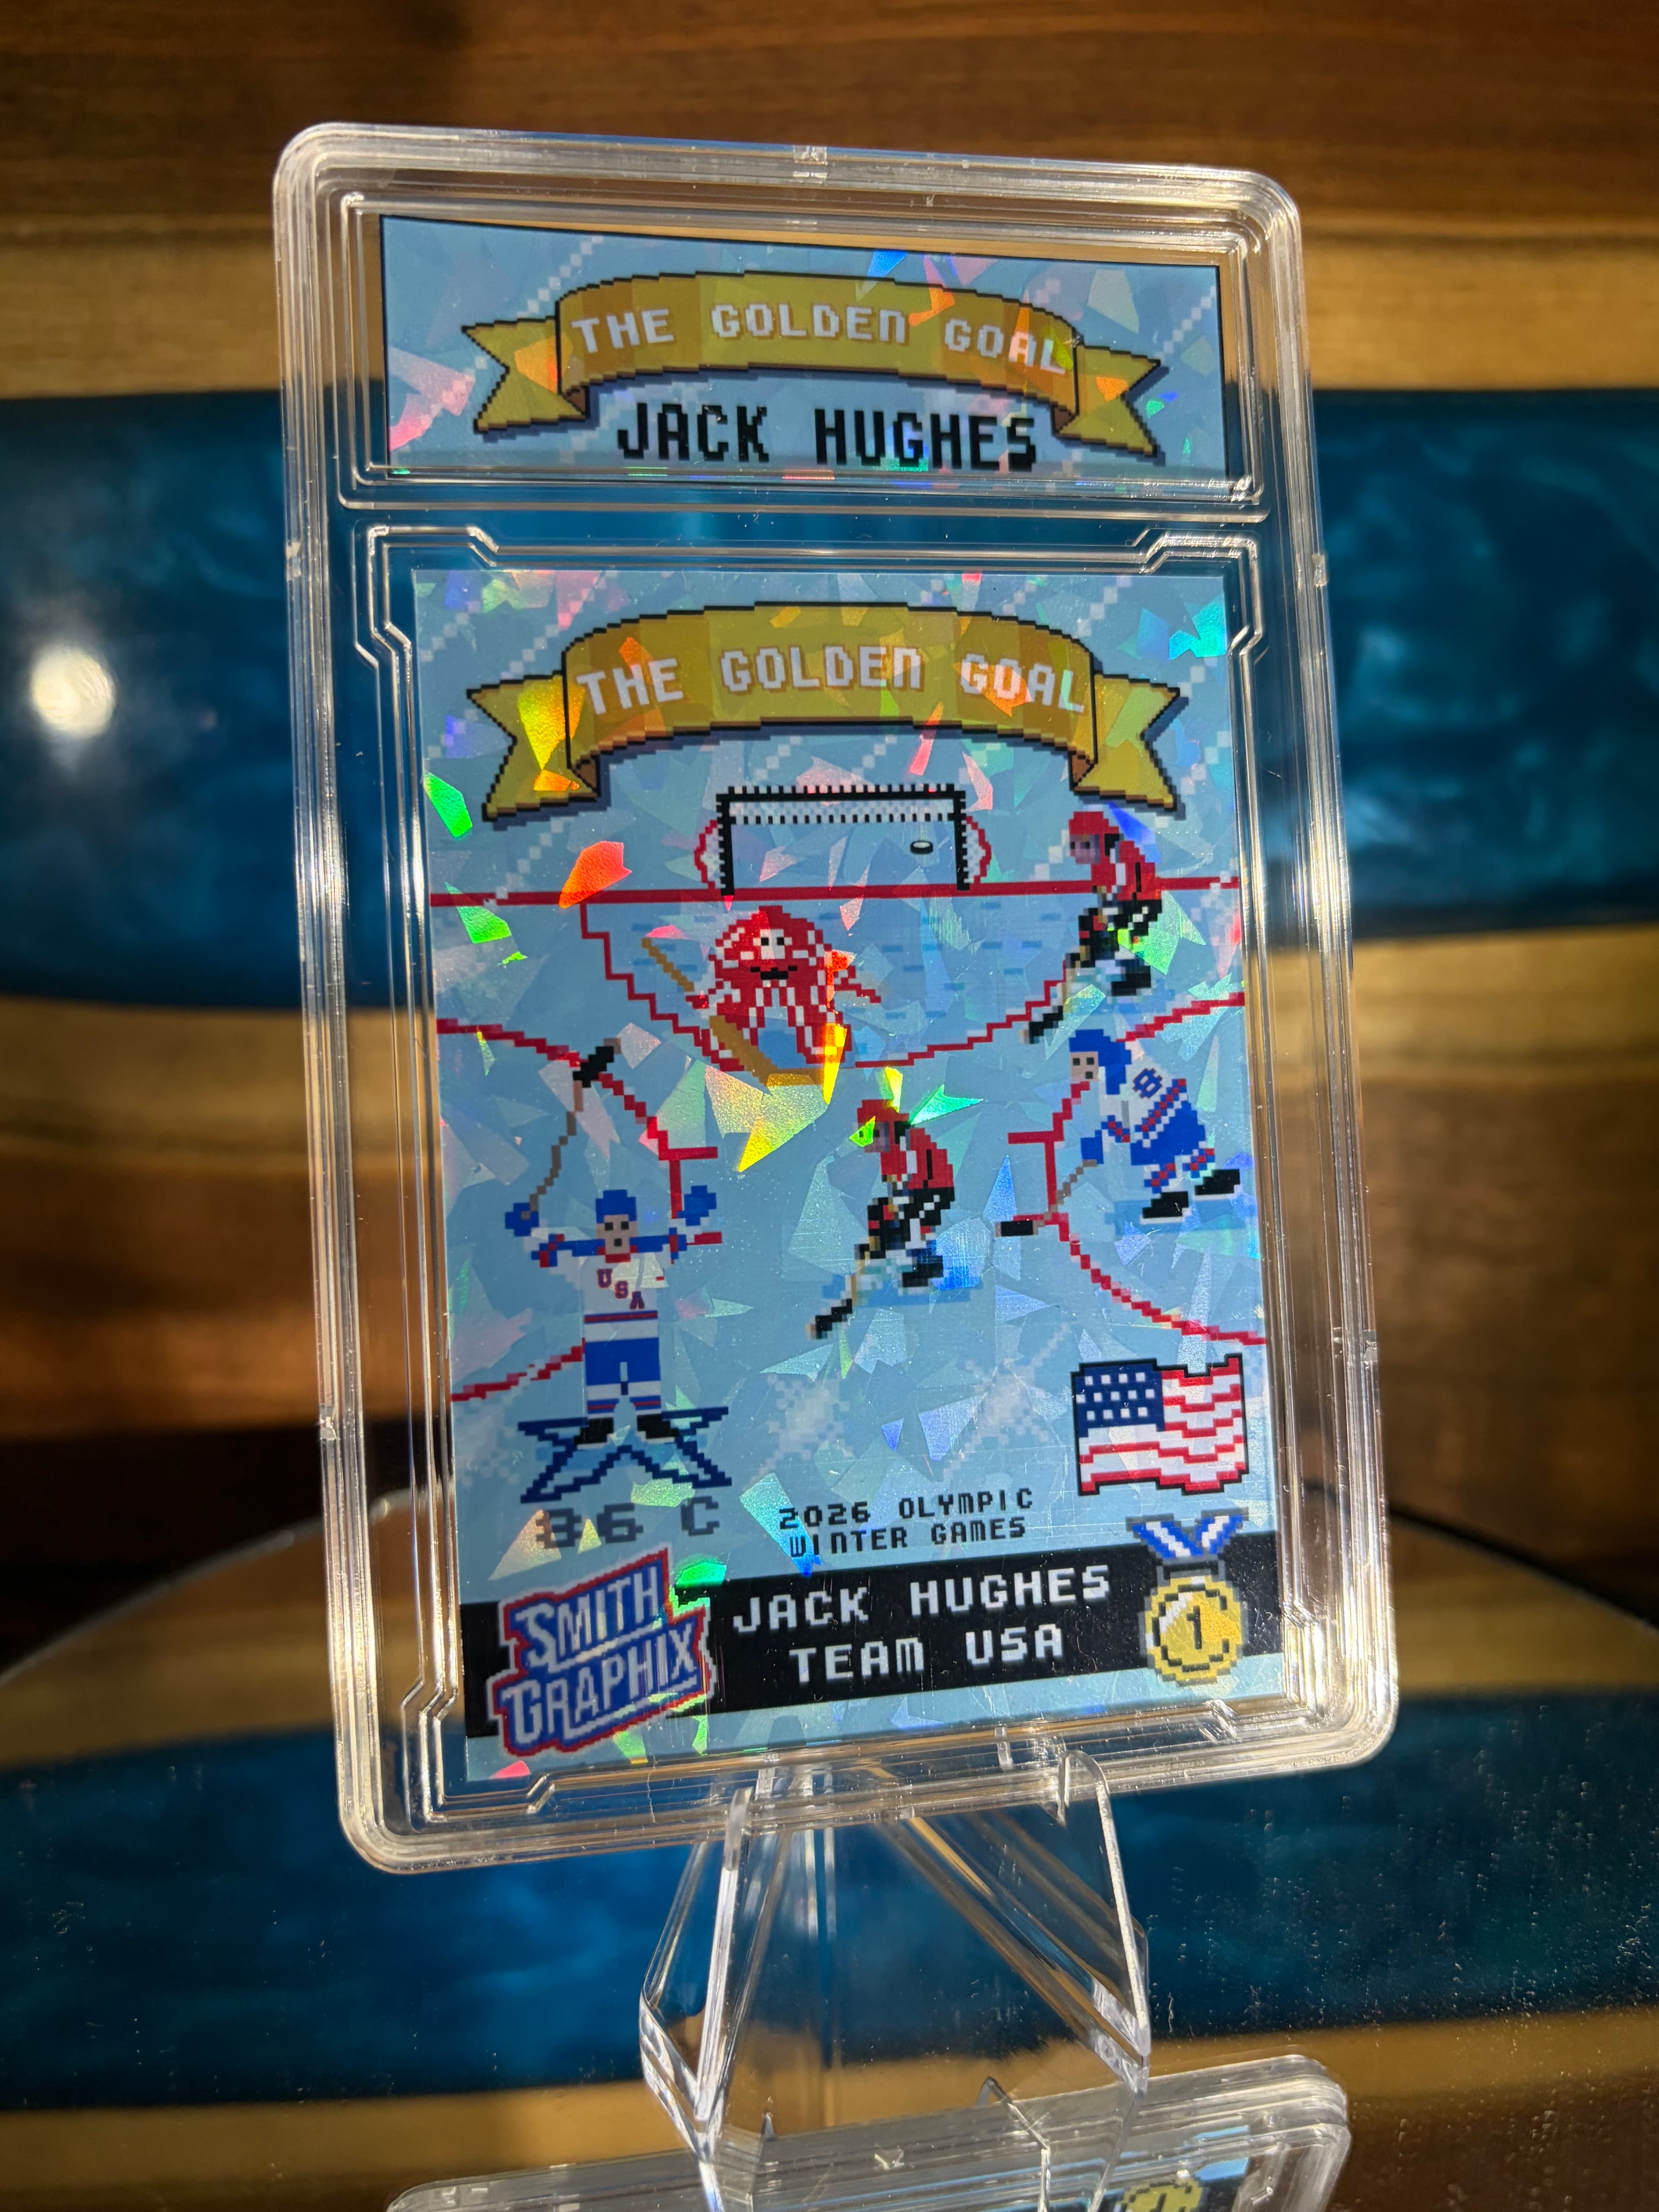 THE GOLDEN GOAL
JACK HUGHES
THE GOLDEN GOAL
8
USA
86 C
2026 OLYMPIC
WINTER GAMES
SMITH
GRAPHIX
JACK HUGHES
TEAM USA
1